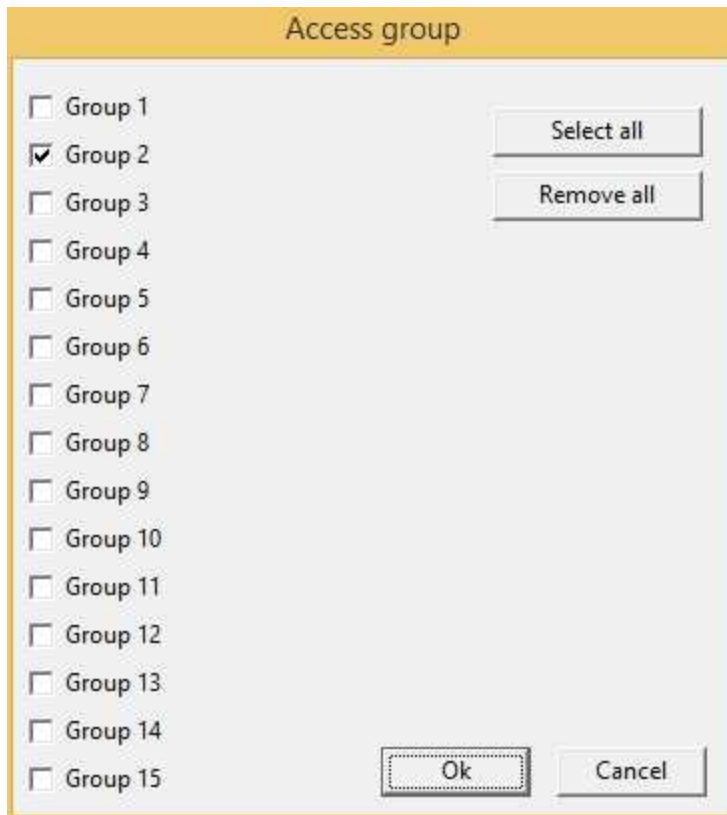 Access group
Group 1
Group 2
Group 3
Group 4
Group 5
Group 6
Group 7
Group 8
Group 9
Group 10
Group 11
Group 12
Group 13
Group 14
Group 15
Select all
Remove all
Ok
Cancel